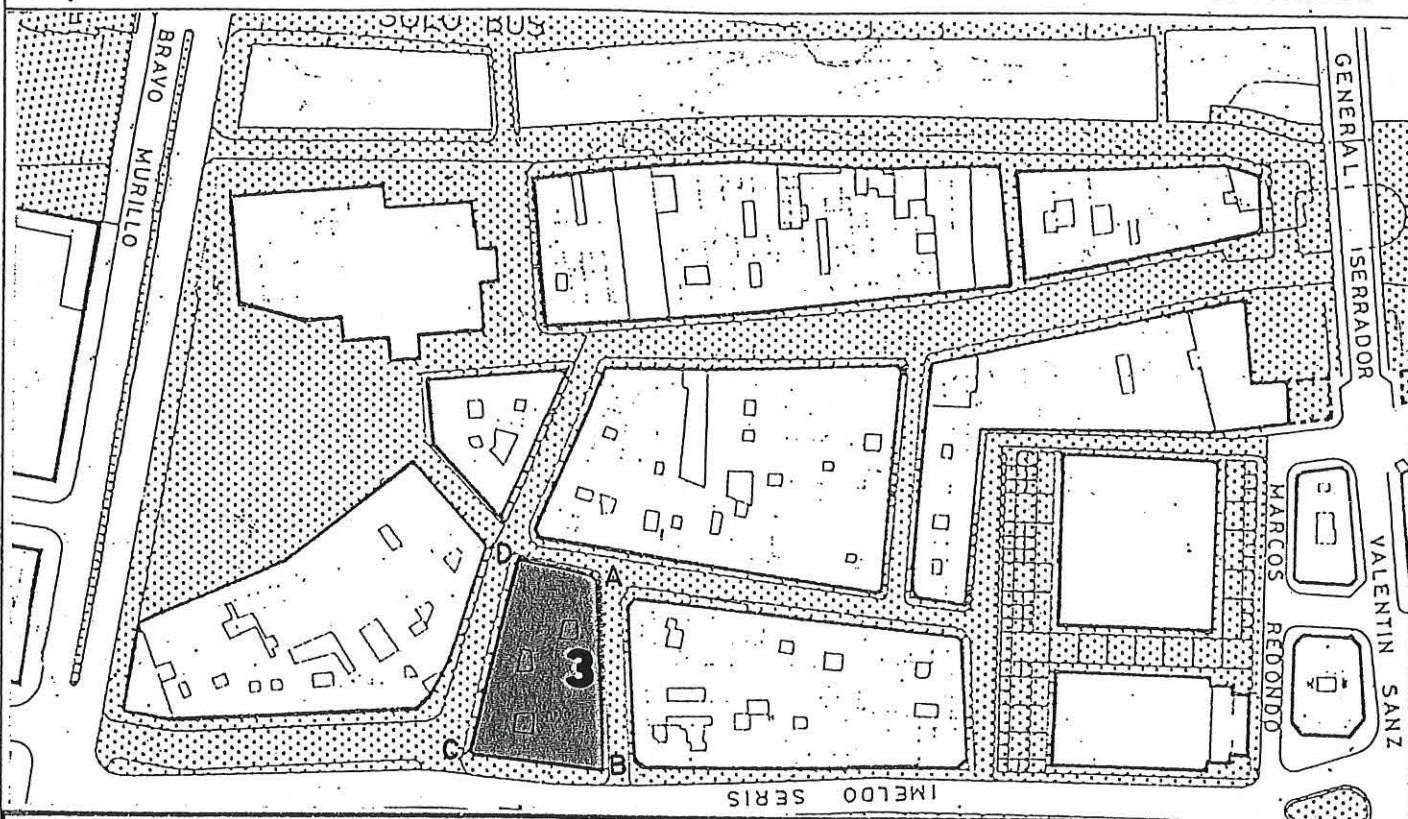 SOLO BUS
BRAVO MURILLO
GENERAL
ISERRADOR
D
A
3
C
B
MARCOS REDONDO
VALENTIN SANZ
IMELDO SERIS